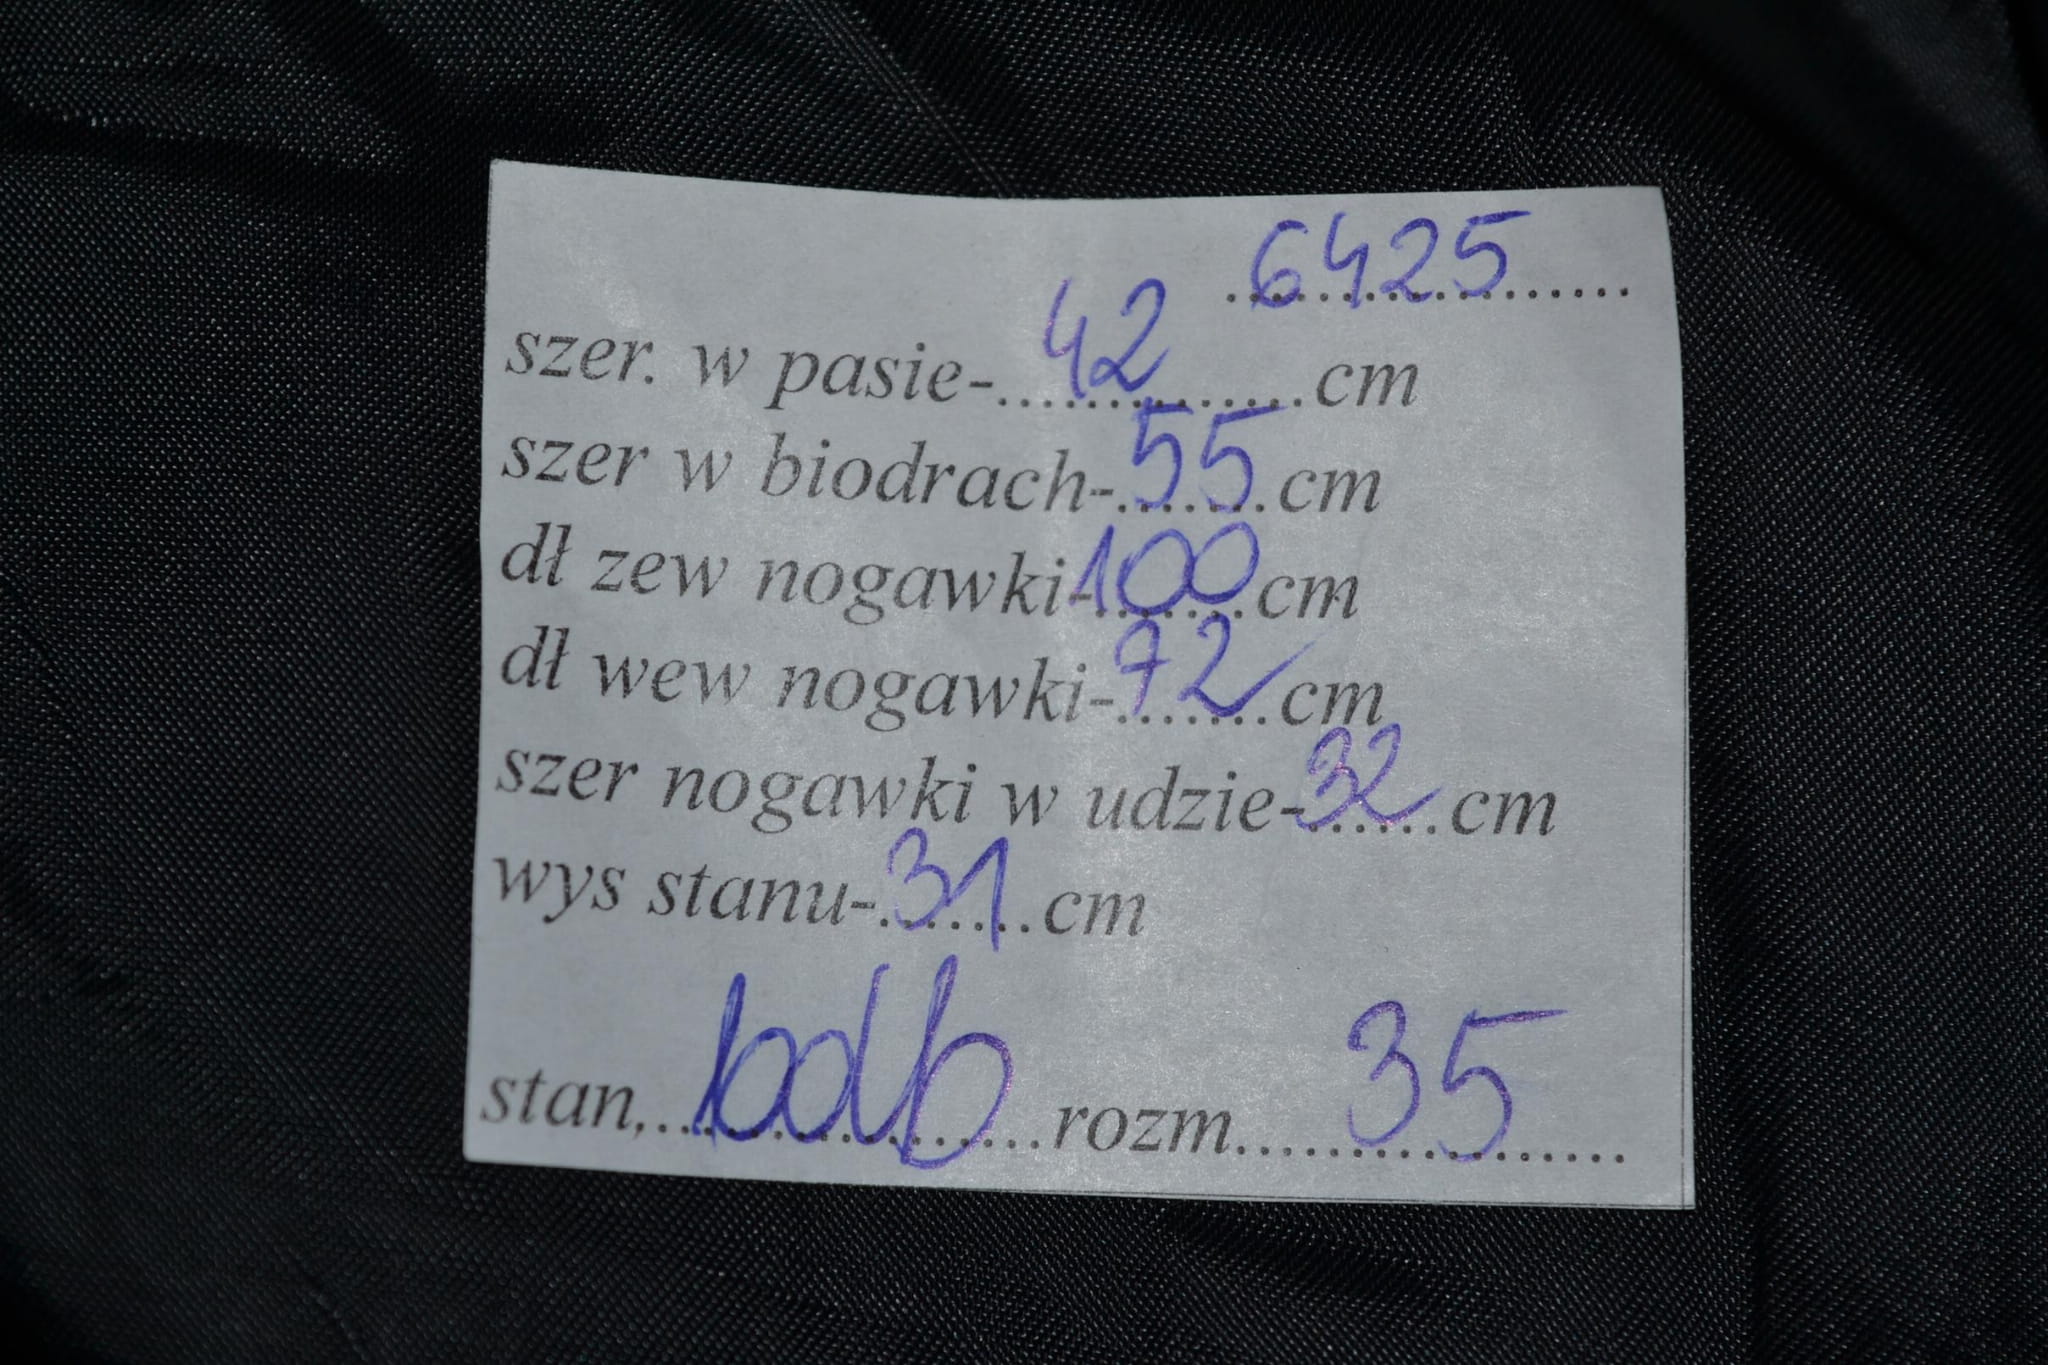 6425
szer. w pasie-42cm
szer w biodrach-55cm
dł zew nogawki-100cm
dł wew nogawki-72cm
szer nogawki w udzie-32cm
wys stanu-31cm
stan, bdb rozm. 35